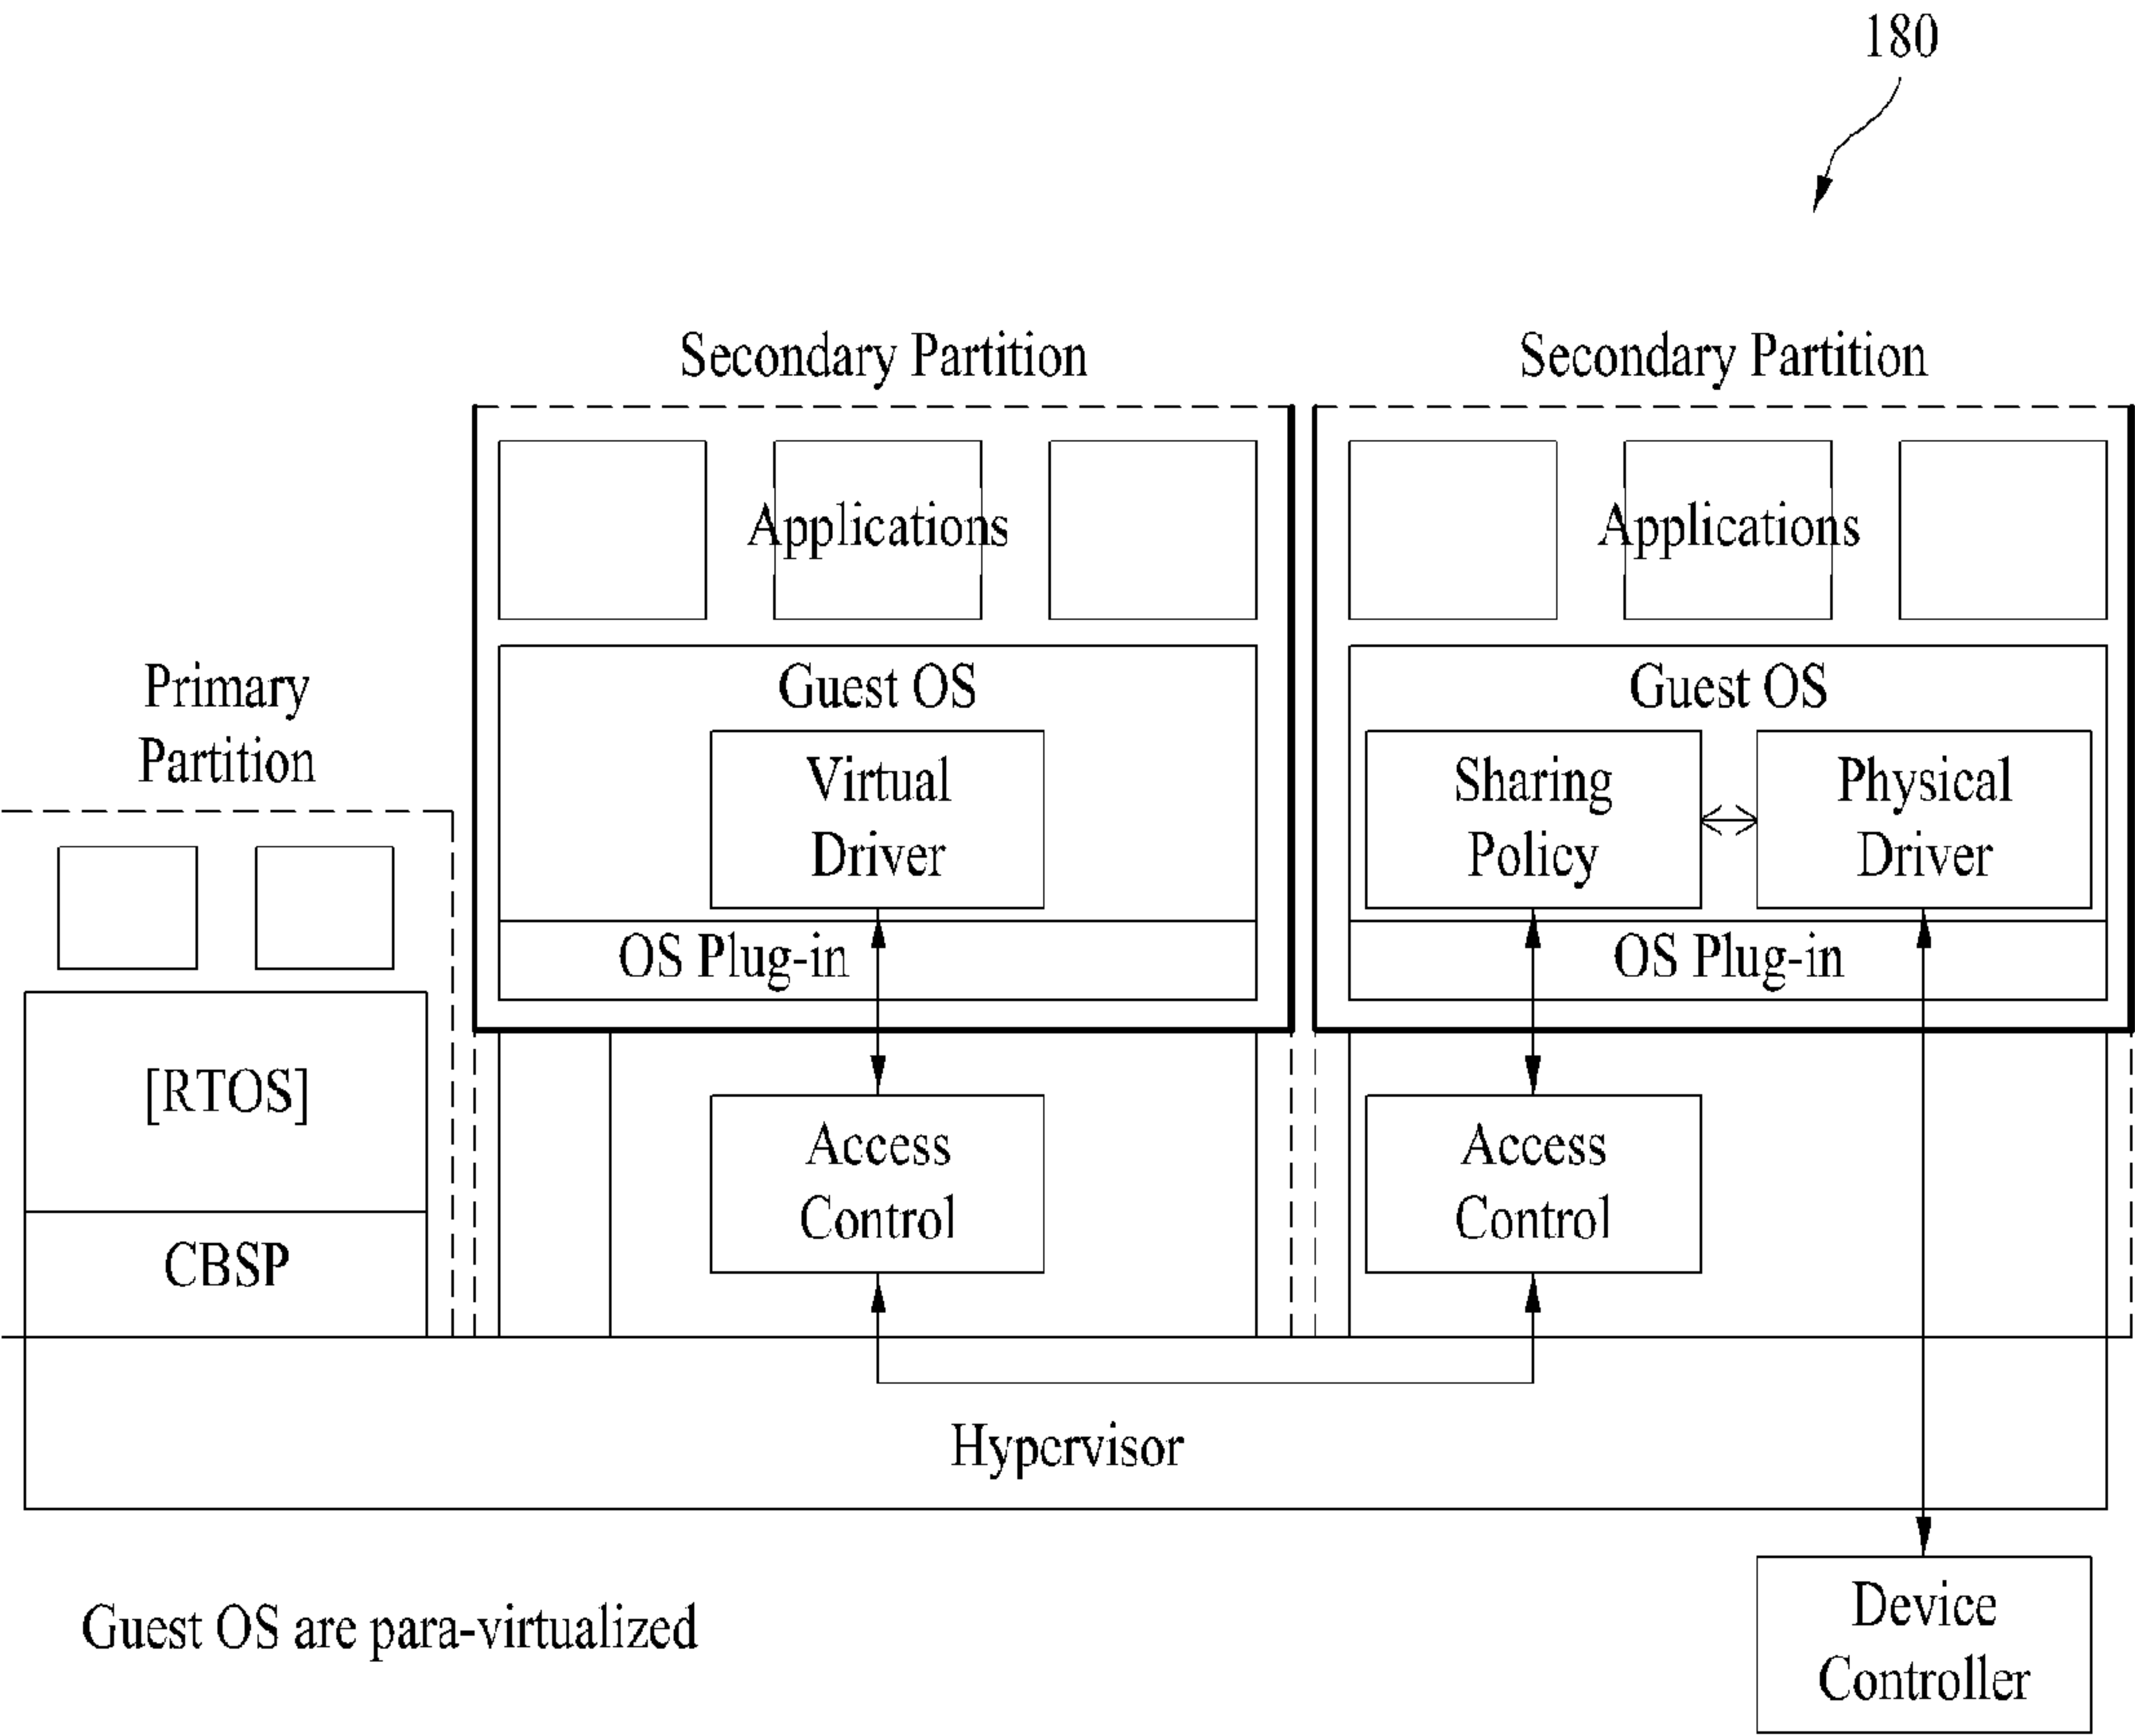 180
Secondary Partition
Secondary Partition
Applications
Applications
Primary
Partition
Guest OS
Guest OS
Virtual
Driver
Sharing
Policy
Physical
Driver
OS Plug-in
OS Plug-in
[RTOS]
CBSP
Access
Control
Access
Control
Hypervisor
Guest OS are para-virtualized
Device
Controller